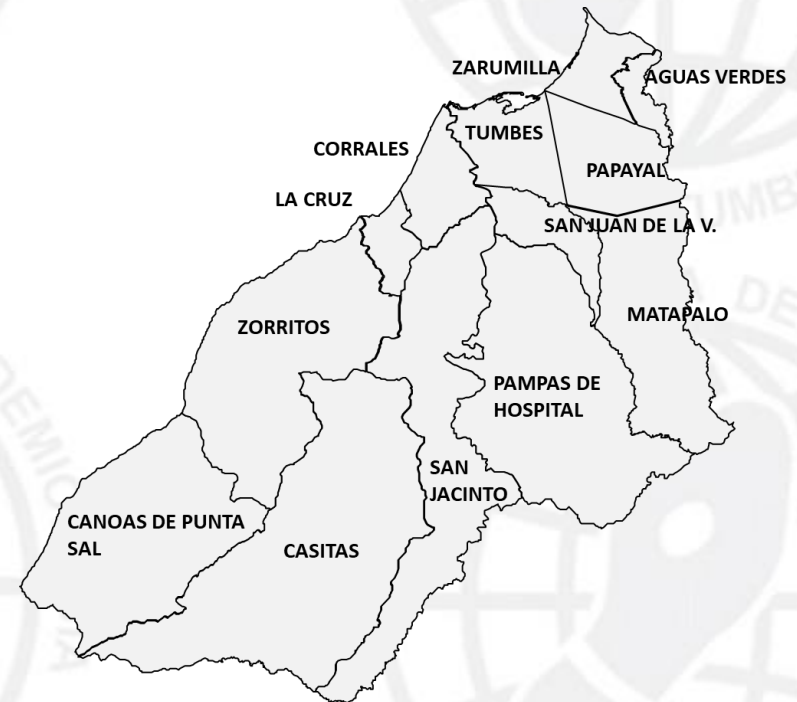 ZARUMILLA
AGUAS VERDES
TUMBES
CORRALES
PAPAYAL
LA CRUZ
SAN JUAN DE LA V.
MATAPALO
ZORRITOS
PAMPAS DE
HOSPITAL
SAN
JACINTO
CANOAS DE PUNTA
SAL
CASITAS